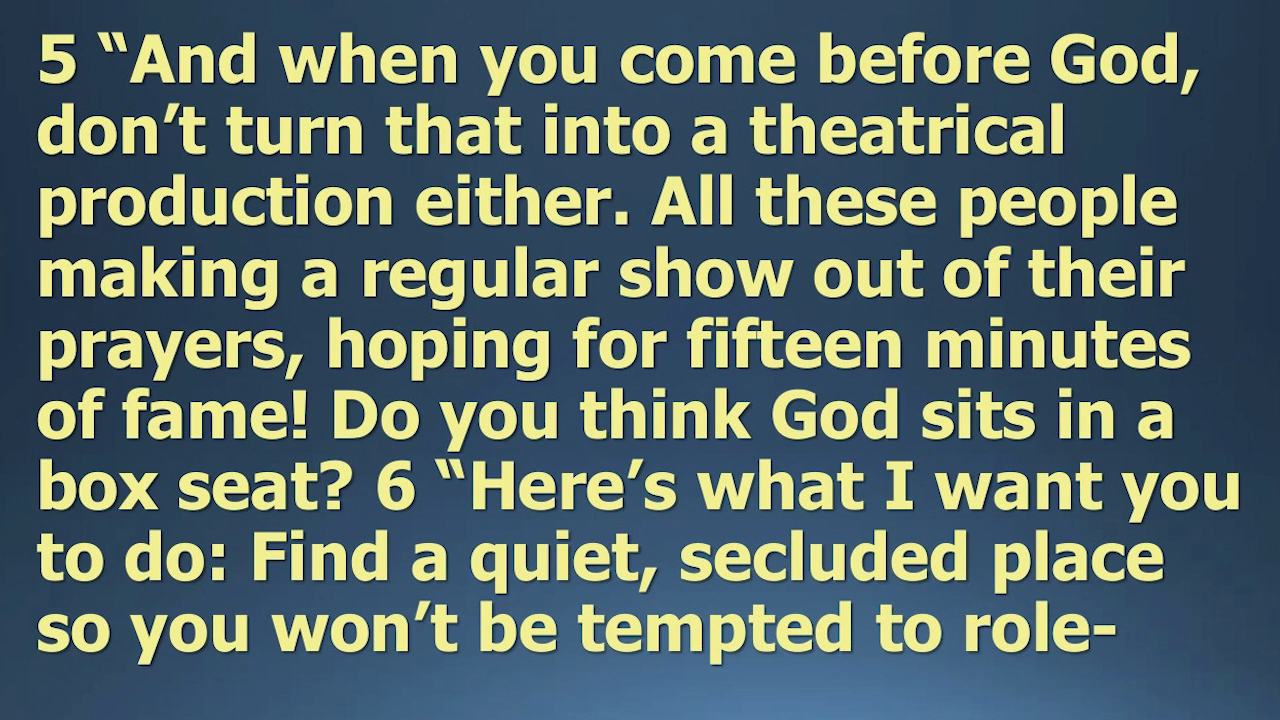 5 “And when you come before God,
don’t turn that into a theatrical
production either. All these people
making a regular show out of their
prayers, hoping for fifteen minutes
of fame! Do you think God sits in a
box seat? 6 “Here’s what I want you
to do: Find a quiet, secluded place
so you won’t be tempted to role-